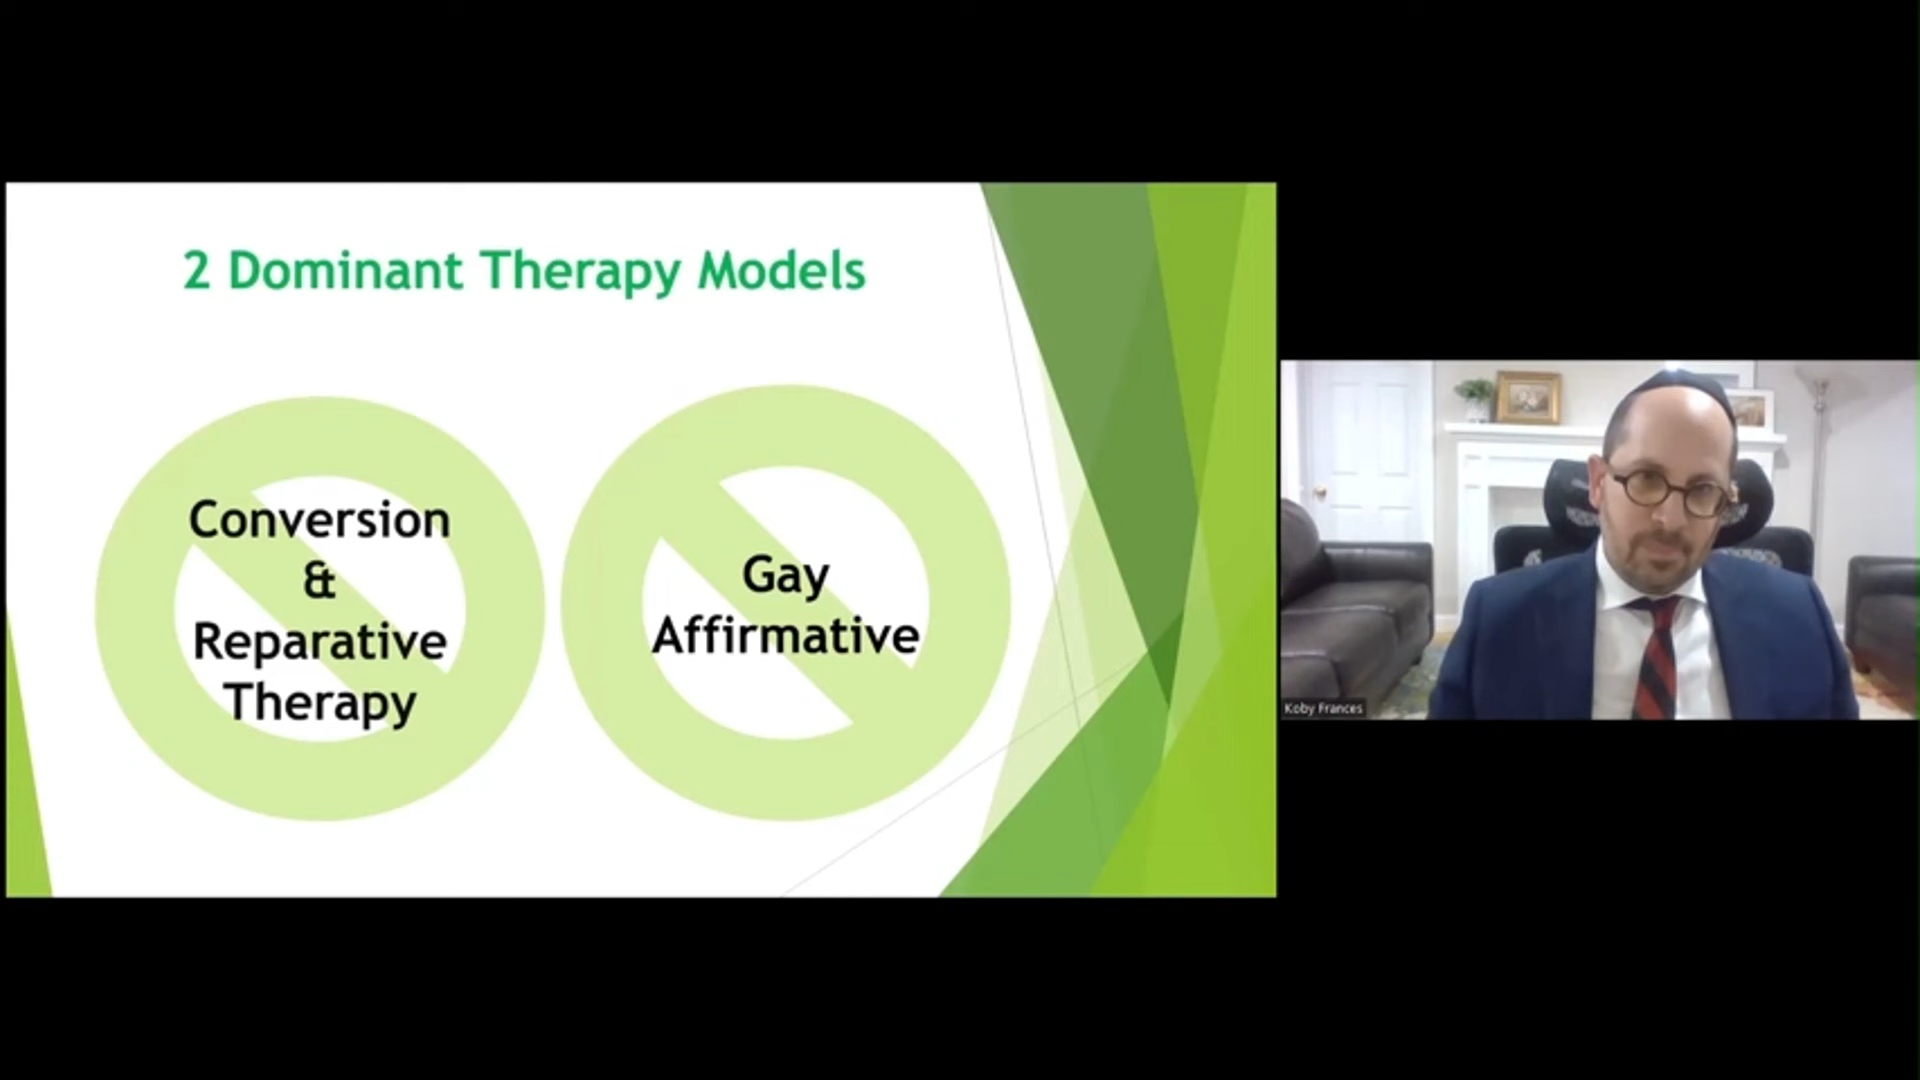 2 Dominant Therapy Models
Conversion
&
Reparative
Therapy
Gay
Affirmative
Koby Frances